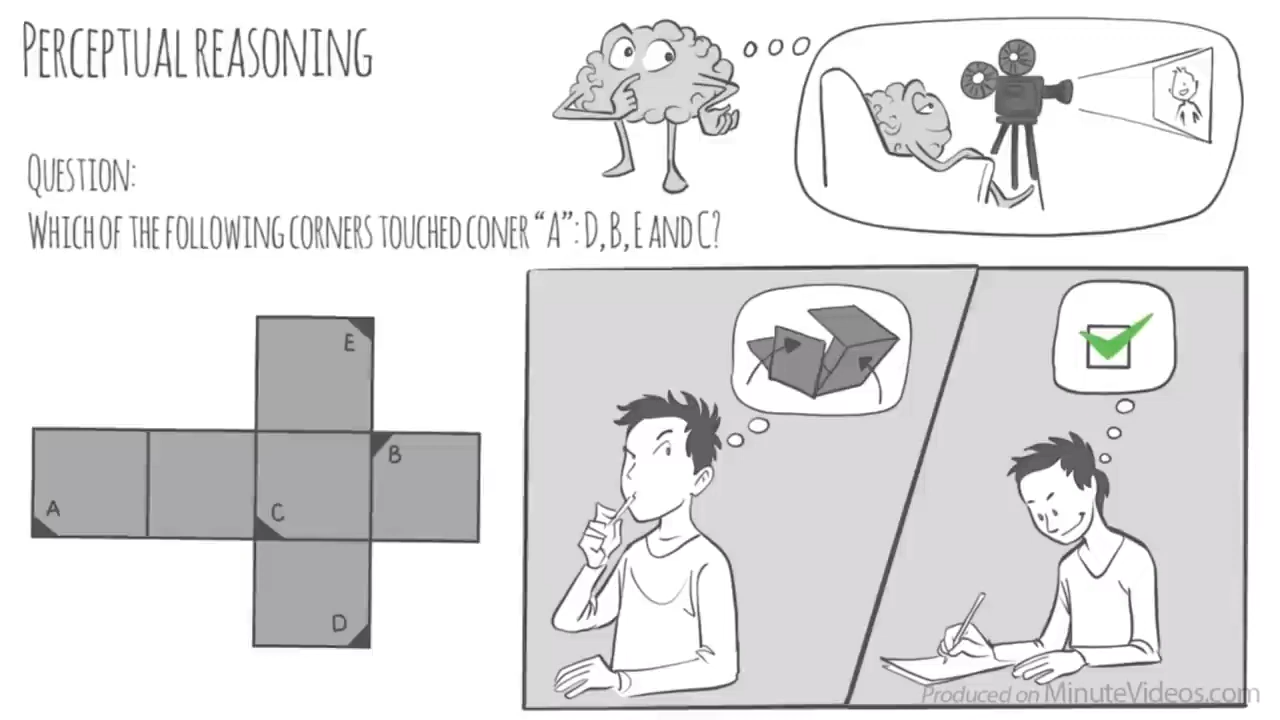 PERCEPTUAL REASONING
QUESTION:
WHICH OF THE FOLLOWING CORNERS TOUCHED CONER “A”: D, B, E AND C?
E
B
A
C
D
Produced on MinuteVideos.com